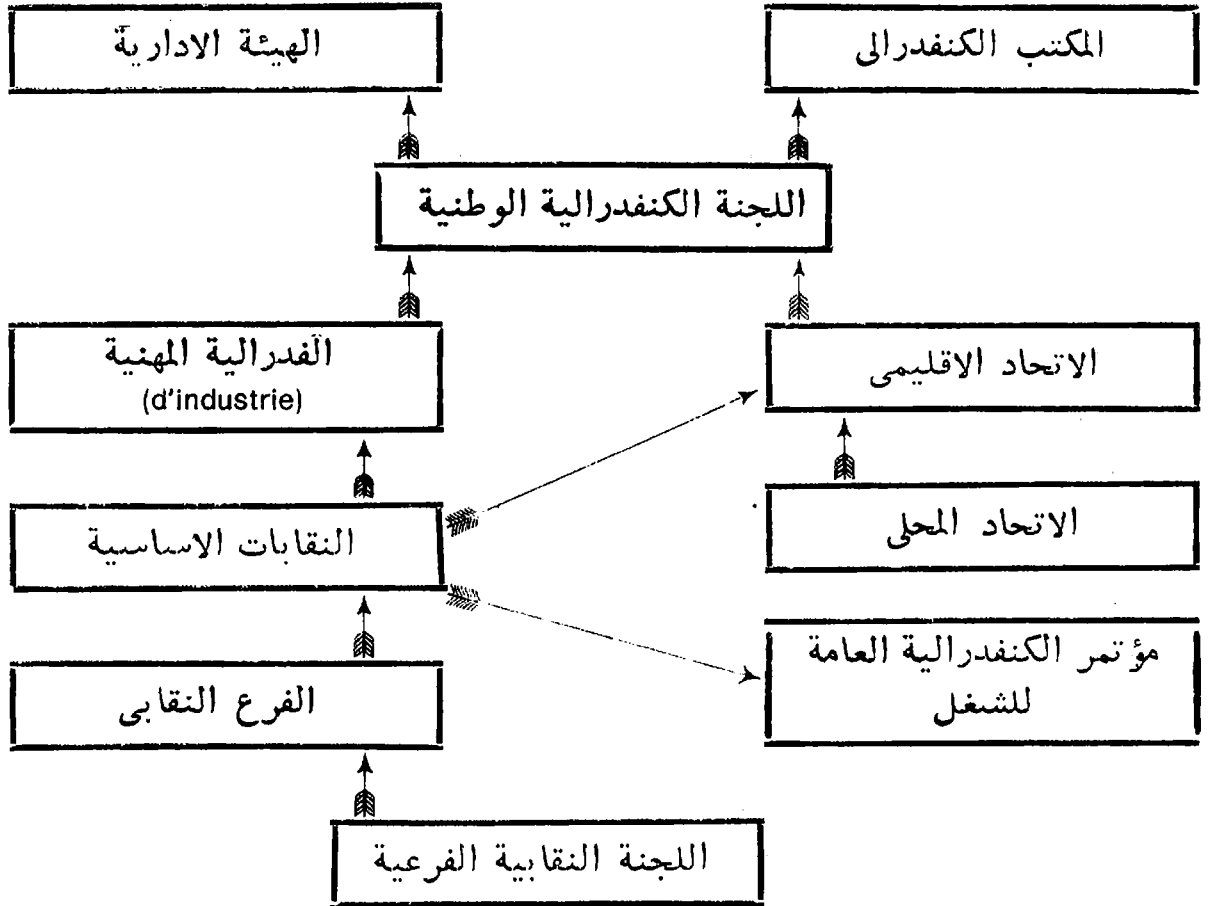 المكتب الكنفدرالى
الهيئة الادارية
اللجنة الكنفدرالية الوطنية
الاتحاد الاقليمى
الفدرالية المهنية
(d'industrie)
الاتحاد المحلى
النقابات الاساسية
مؤتمر الكنفدرالية العامة
للشغل
الفرع النقابى
اللجنة النقابية الفرعية